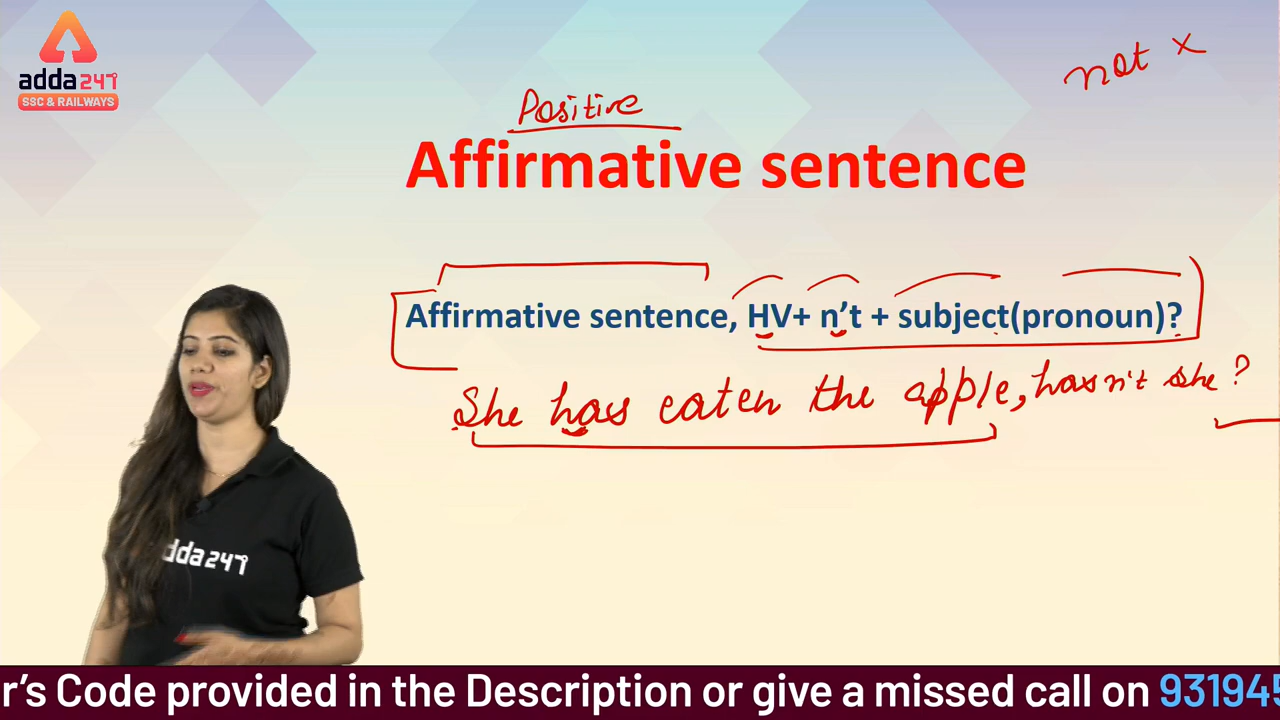 adda247
SSC & RAILWAYS
not x
Positive
Affirmative sentence
Affirmative sentence, HV+ n't + subject(pronoun)?
She has eaten the apple, hasn't she?
adda247
r's Code provided in the Description or give a missed call on 931945